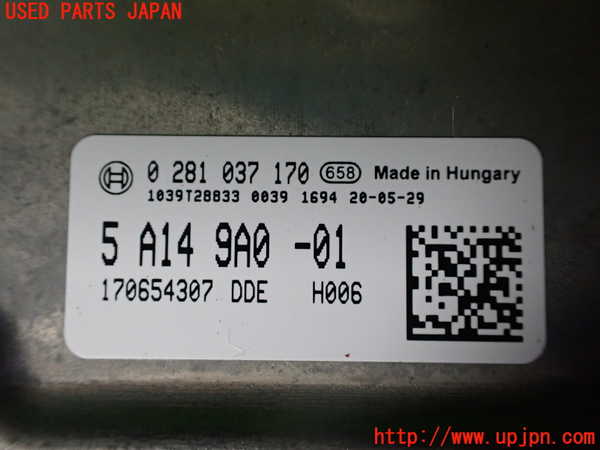 USED PARTS JAPAN
0 281 037 170 658 Made in Hungary
1039T28833 0039 1694 20-05-29
5 A14 9A0 -01
170654307 DDE H006
http://www.upjpn.com/